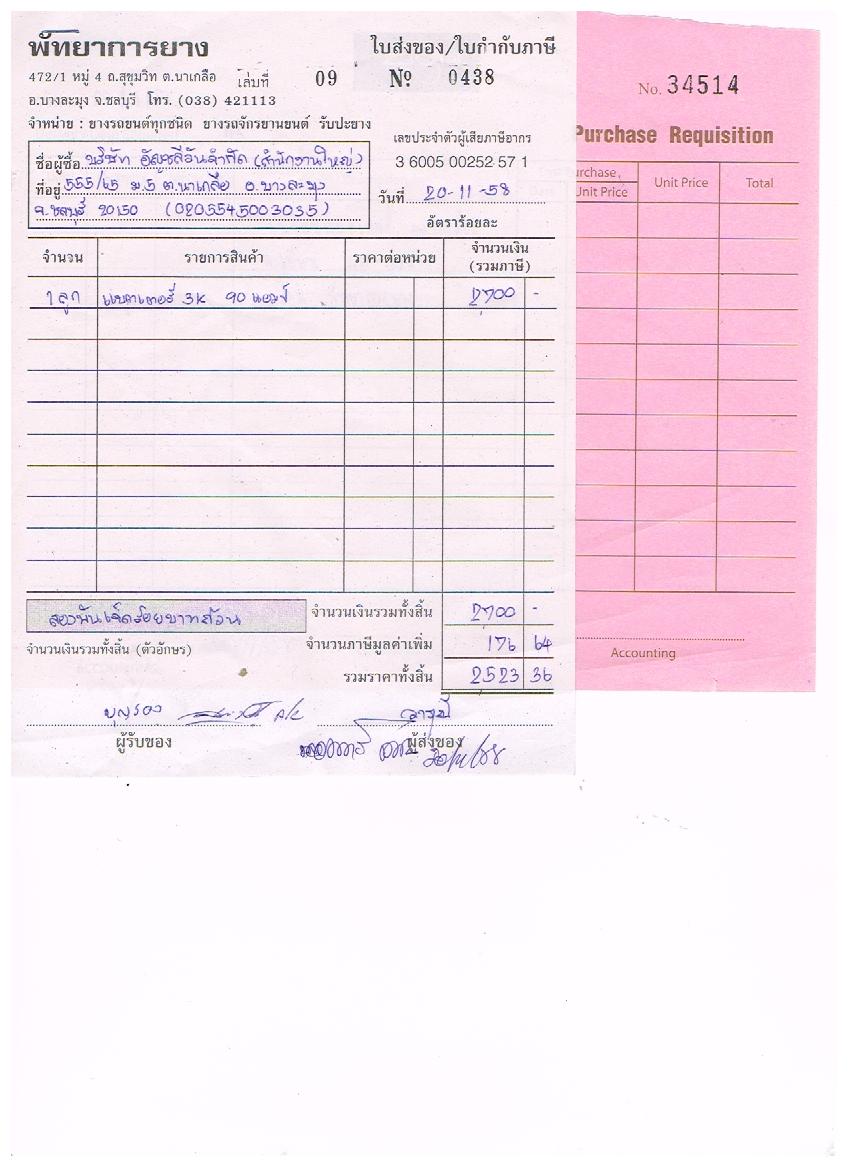 พัทยาการยาง
ใบส่งของ/ใบกำกับภาษี
472/1 หมู่ 4 ถ.สุขุมวิท ต.นาเกลือ
เล่มที่ 09 Nº 0438
อ.บางละมุง จ.ชลบุรี โทร. (038) 421113
จำหน่าย : ยางรถยนต์ทุกชนิด ยางรถจักรยานยนต์ รับปะยาง
เลขประจำตัวผู้เสียภาษีอากร
3 6005 00252 57 1
ชื่อผู้ซื้อ บริษัท อัญชลีอันจำกัด (สำนักงานใหญ่)
ที่อยู่ 555/65 ม.5 ต.นาเกลือ อ.บางละมุง
จ.ชลบุรี 20150 (0205545003035)
วันที่ 20-11-58
อัตราร้อยละ
จำนวน รายการสินค้า ราคาต่อหน่วย จำนวนเงิน
(รวมภาษี)
1 ลูก แบตเตอรี่ 3K 90 แอมป์ 2700 -
สองพันเจ็ดร้อยบาทถ้วน
จำนวนเงินรวมทั้งสิ้น 2700 -
จำนวนเงินรวมทั้งสิ้น (ตัวอักษร)
จำนวนภาษีมูลค่าเพิ่ม 176 64
รวมราคาทั้งสิ้น 2523 36
บุญรอง
ผู้รับของ
ผู้ส่งของ
No. 34514
Purchase Requisition
urchase,
Unit Price
Unit Price
Total
Accounting